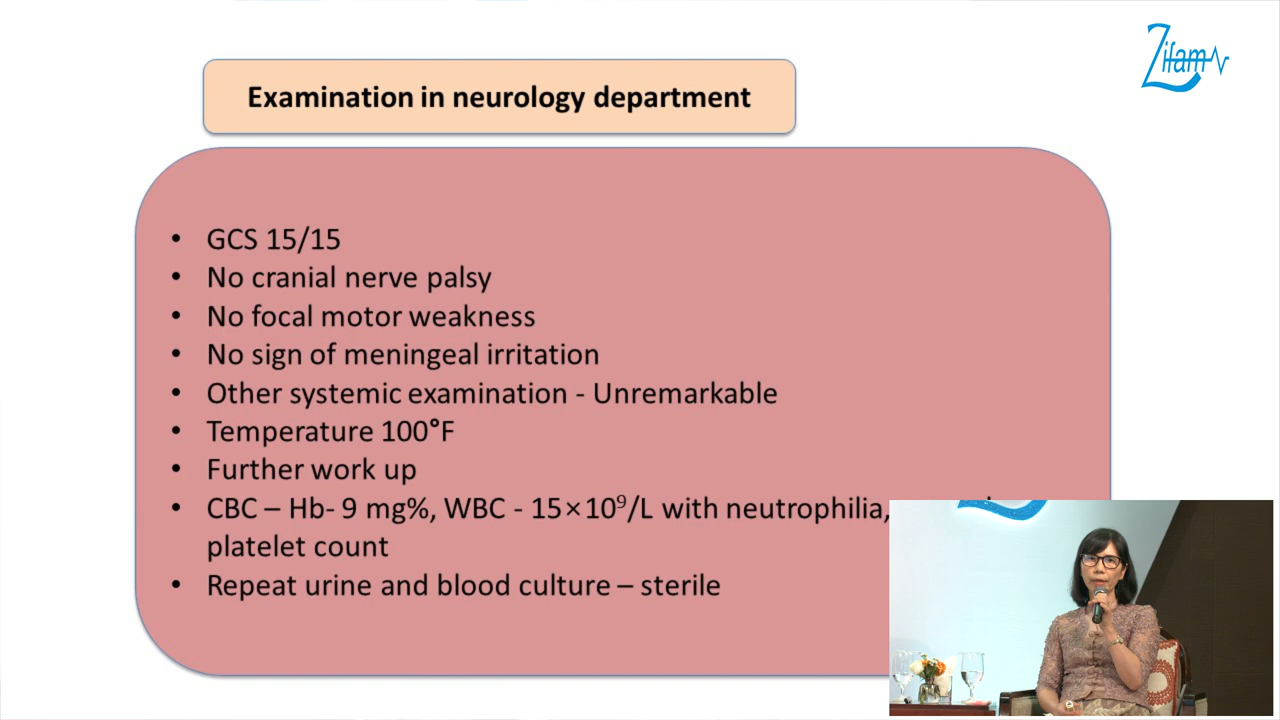 Zifam
Examination in neurology department
• GCS 15/15
• No cranial nerve palsy
• No focal motor weakness
• No sign of meningeal irritation
• Other systemic examination - Unremarkable
• Temperature 100°F
• Further work up
• CBC – Hb- 9 mg%, WBC - 15×10⁹/L with neutrophilia,
platelet count
• Repeat urine and blood culture – sterile